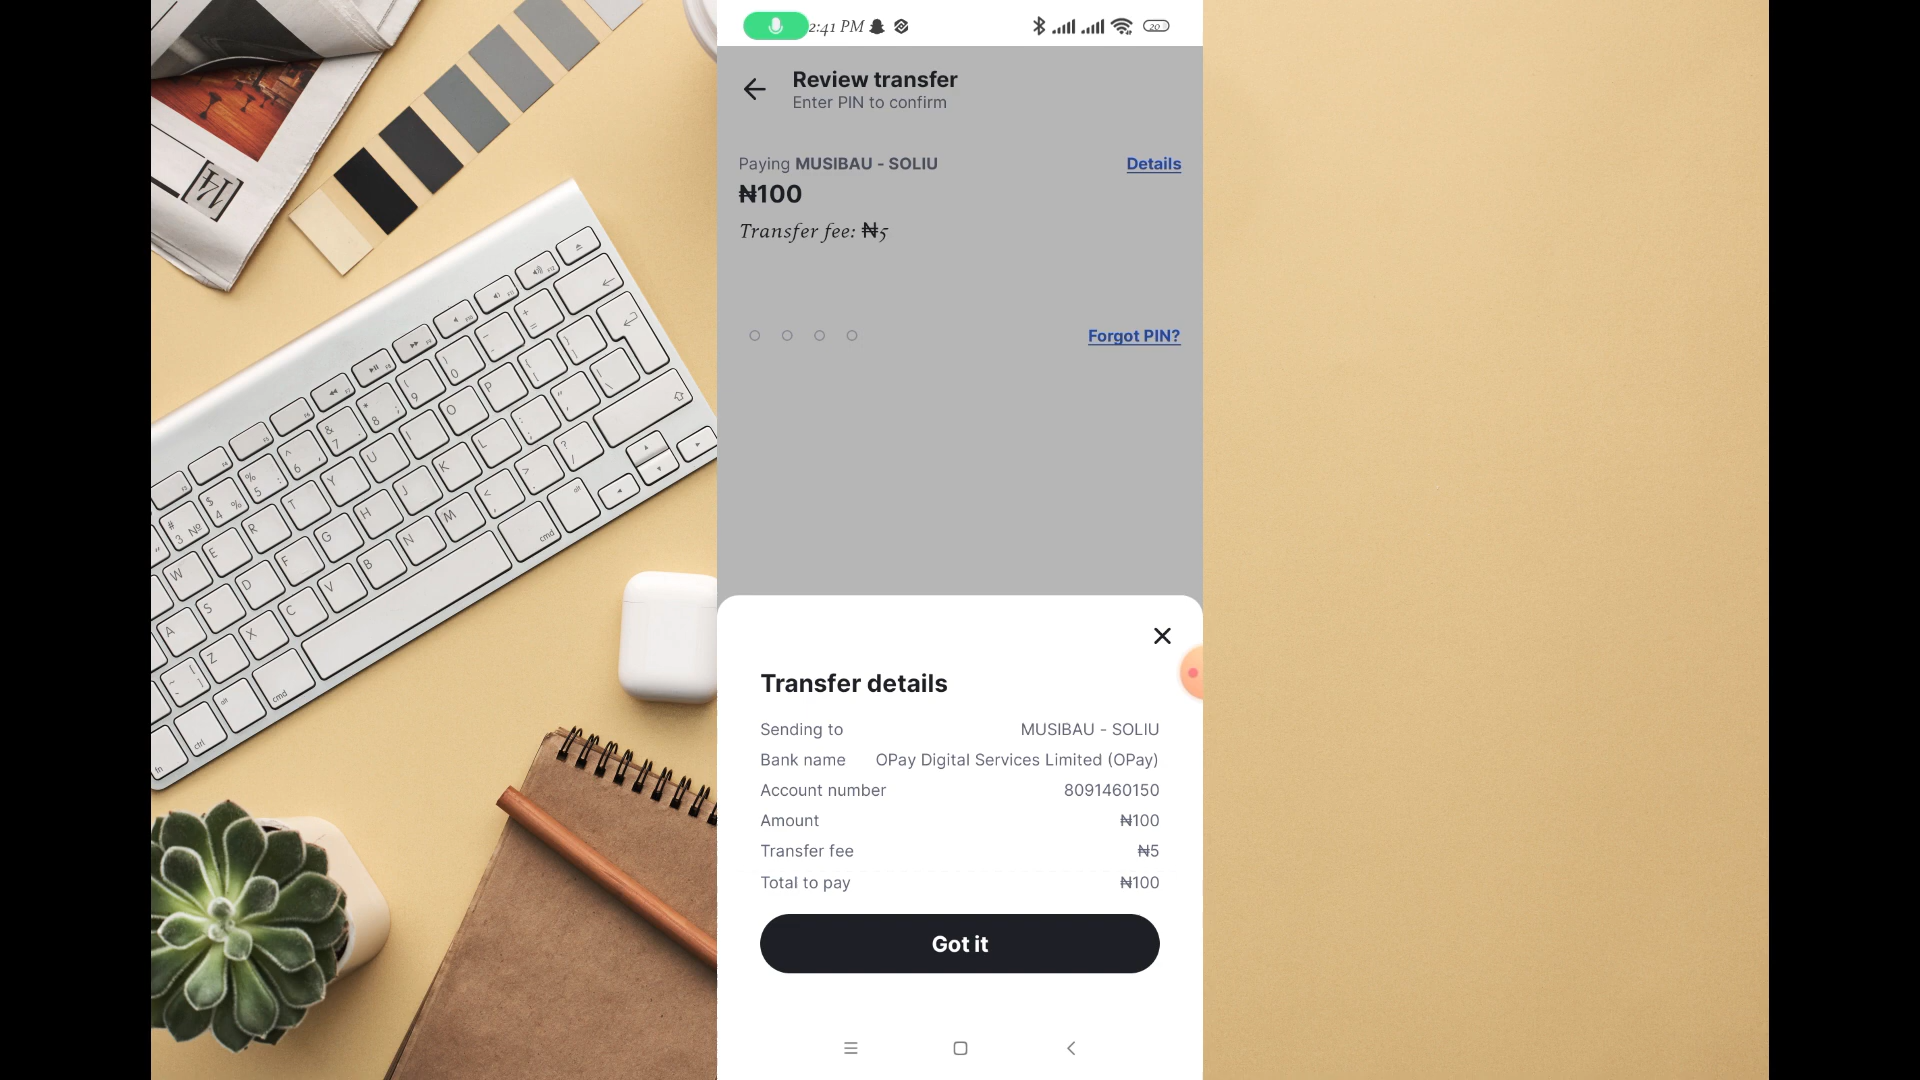 2:41 PM
20
Review transfer
Enter PIN to confirm
Paying MUSIBAU - SOLIU
Details
₦100
Transfer fee: ₦5
Forgot PIN?
Transfer details
Sending to MUSIBAU - SOLIU
Bank name OPay Digital Services Limited (OPay)
Account number 8091460150
Amount ₦100
Transfer fee ₦5
Total to pay ₦100
Got it